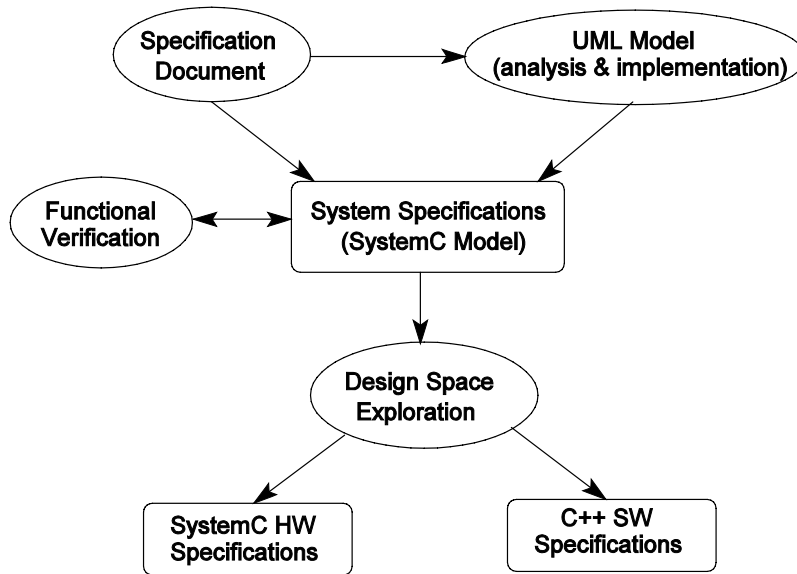 Specification
Document
UML Model
(analysis & implementation)
Functional
Verification
System Specifications
(SystemC Model)
Design Space
Exploration
SystemC HW
Specifications
C++ SW
Specifications